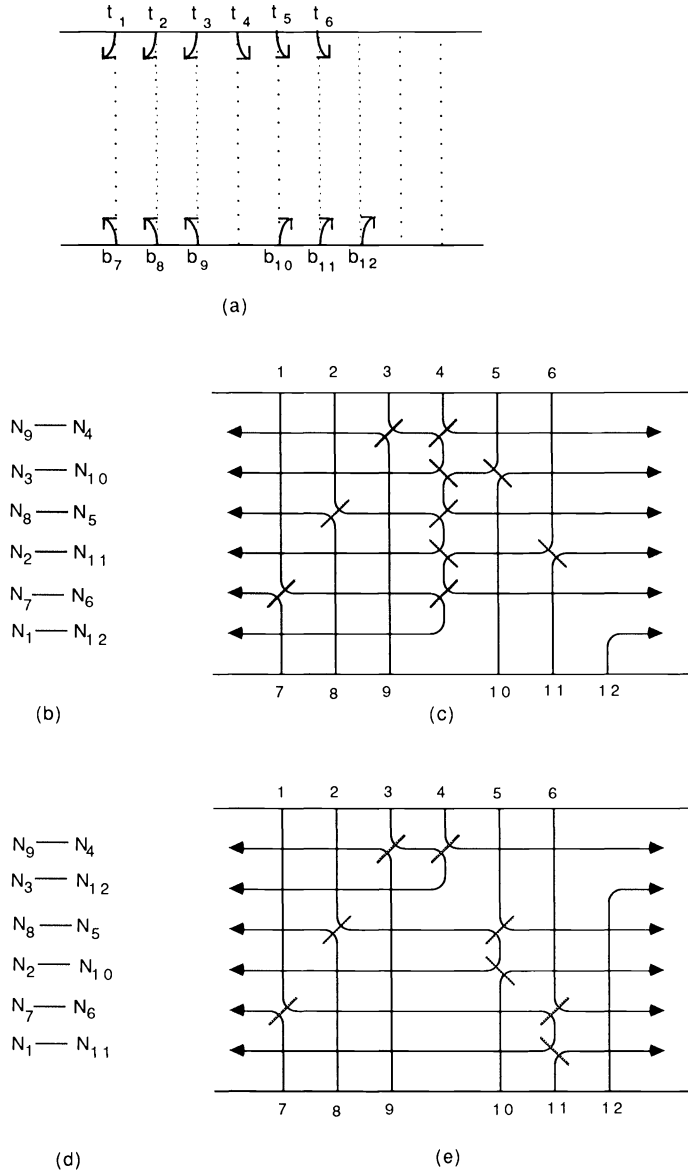 t1 t2 t3 t4 t5 t6
b7 b8 b9 b10 b11 b12
(a)
1 2 3 4 5 6
N9 — N4
N3 — N10
N8 — N5
N2 — N11
N7 — N6
N1 — N12
7 8 9 10 11 12
(b) (c)
1 2 3 4 5 6
N9 — N4
N3 — N12
N8 — N5
N2 — N10
N7 — N6
N1 — N11
7 8 9 10 11 12
(d) (e)